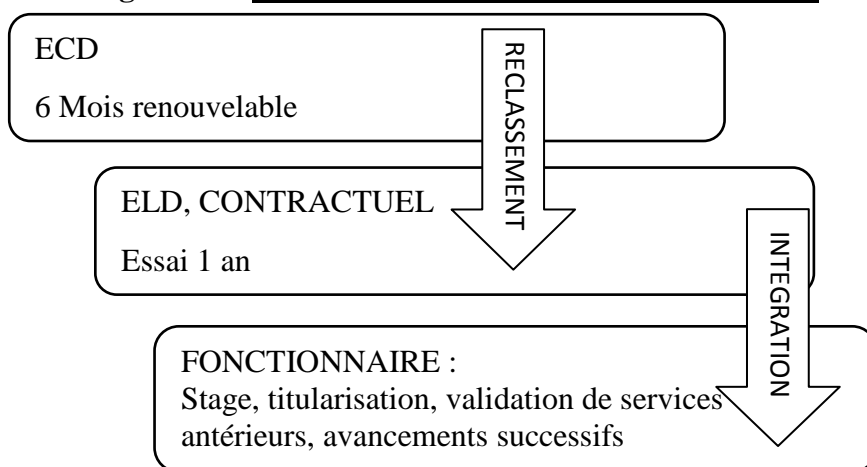 ECD
6 Mois renouvelable
RECLASSEMENT
ELD, CONTRACTUEL
Essai 1 an
INTEGRATION
FONCTIONNAIRE :
Stage, titularisation, validation de services
antérieurs, avancements successifs